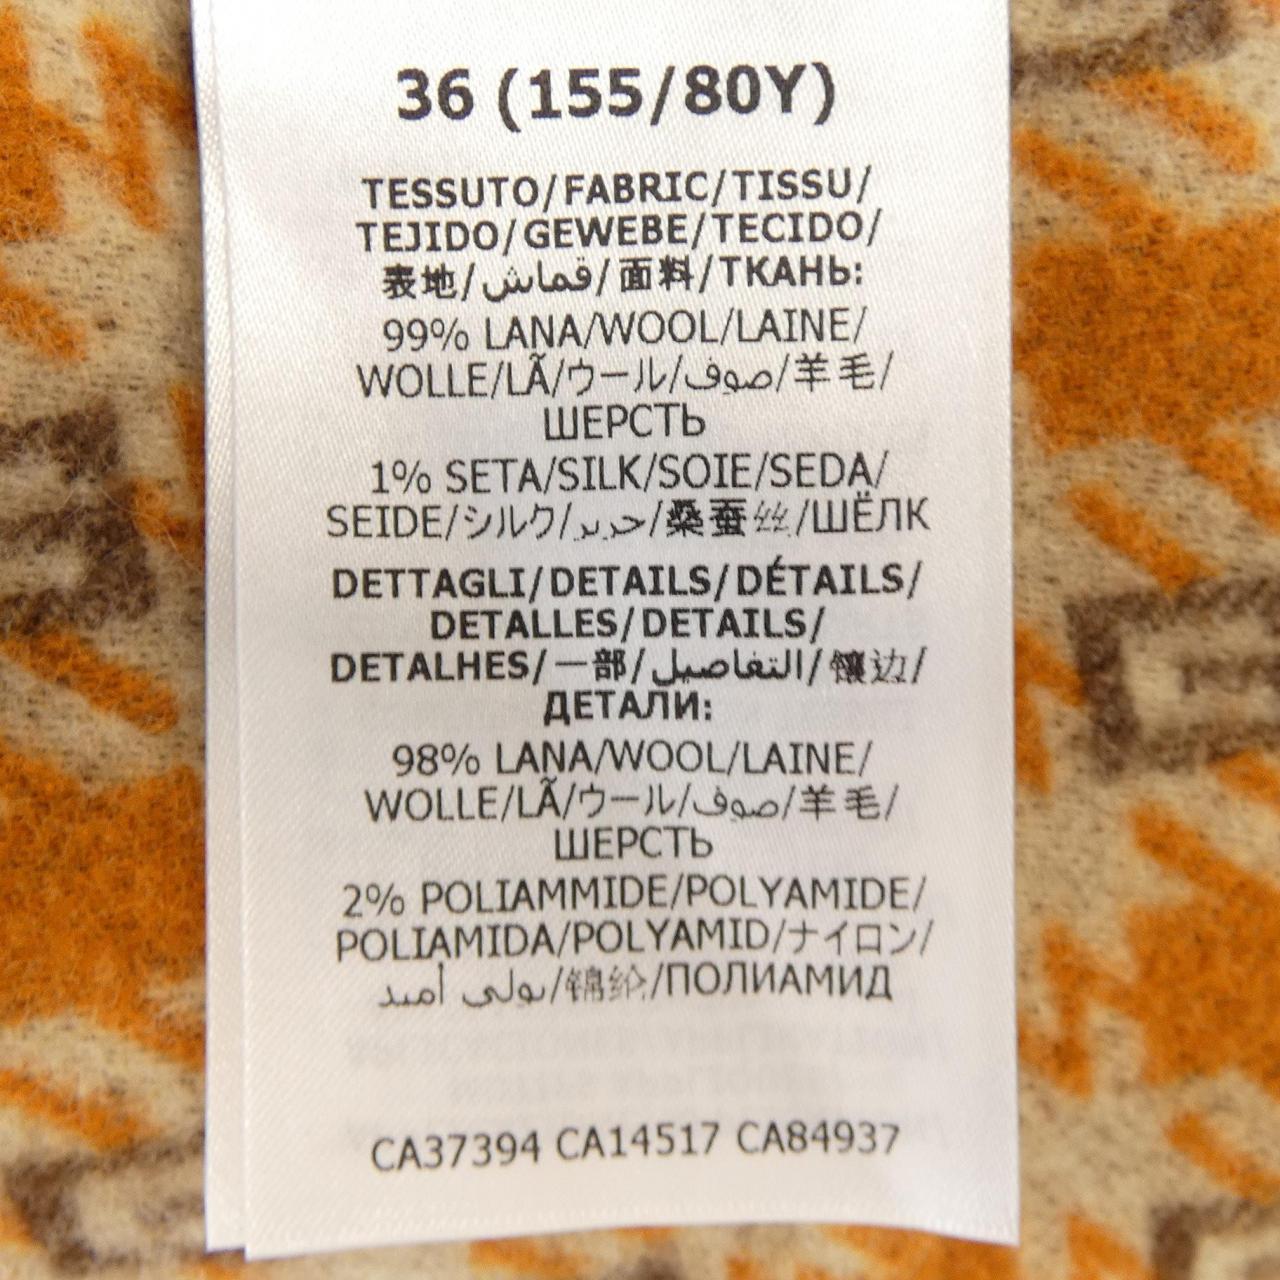 36 (155/80Y)
TESSUTO/FABRIC/TISSU/
TEJIDO/GEWEBE/TECIDO/
表地/قماش/面料/ТКАНЬ:
99% LANA/WOOL/LAINE/
WOLLE/LÃ/ウール/صوف/羊毛/
ШЕРСТЬ
1% SETA/SILK/SOIE/SEDA/
SEIDE/シルク/حرير/桑蚕丝/ШЁЛК
DETTAGLI/DETAILS/DÉTAILS/
DETALLES/DETAILS/
DETALHES/一部/التفاصيل/镶边/
ДЕТАЛИ:
98% LANA/WOOL/LAINE/
WOLLE/LÃ/ウール/صوف/羊毛/
ШЕРСТЬ
2% POLIAMMIDE/POLYAMIDE/
POLIAMIDA/POLYAMID/ナイロン/
بولي أميد/锦纶/ПОЛИАМИД
CA37394 CA14517 CA84937